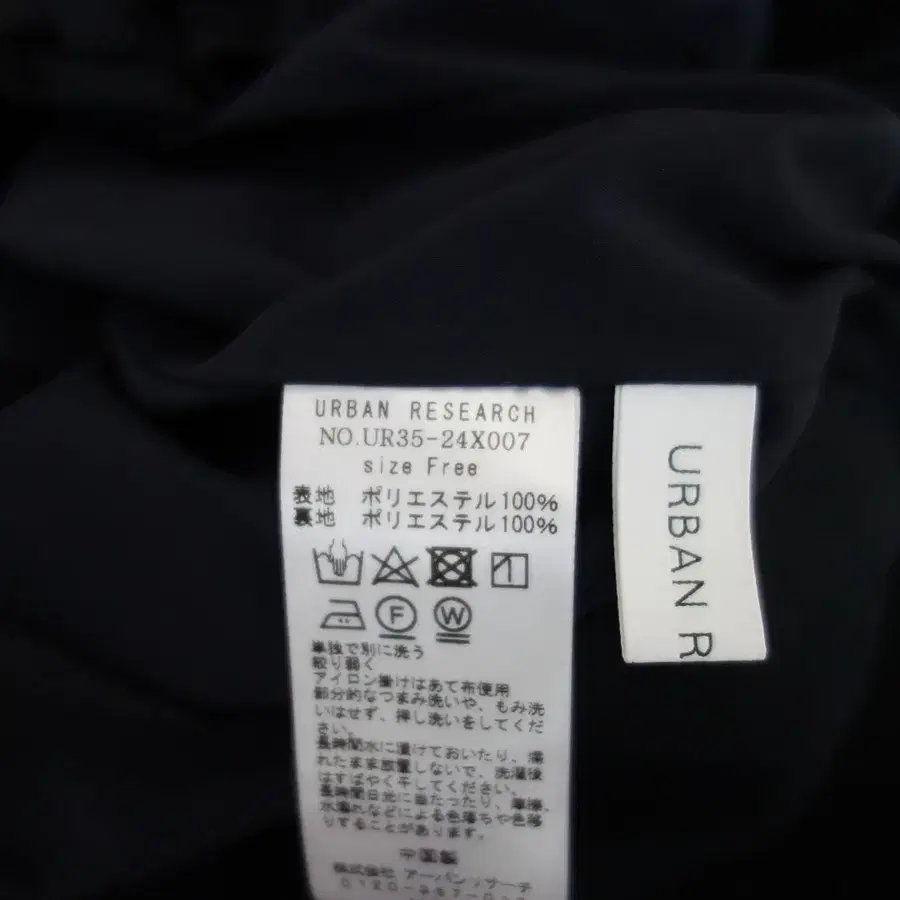 URBAN RESEARCH
NO.UR35-24X007
size Free
表地 ポリエステル100%
裏地 ポリエステル100%
F W
単独で別に洗う
絞り弱く
アイロン掛けはあて布使用
部分的なつまみ洗いや、もみ洗
いはせず、押し洗いをしてくだ
さい。
長時間水に漬けておいたり、濡
れたまま放置しないで、洗濯後
はすばやく干してください。
長時間日光に当たったり、摩擦、
水濡れなどによる色落ちや色移
りすることがあります。
中国製
株式会社 アーバンリサーチ
URBAN R